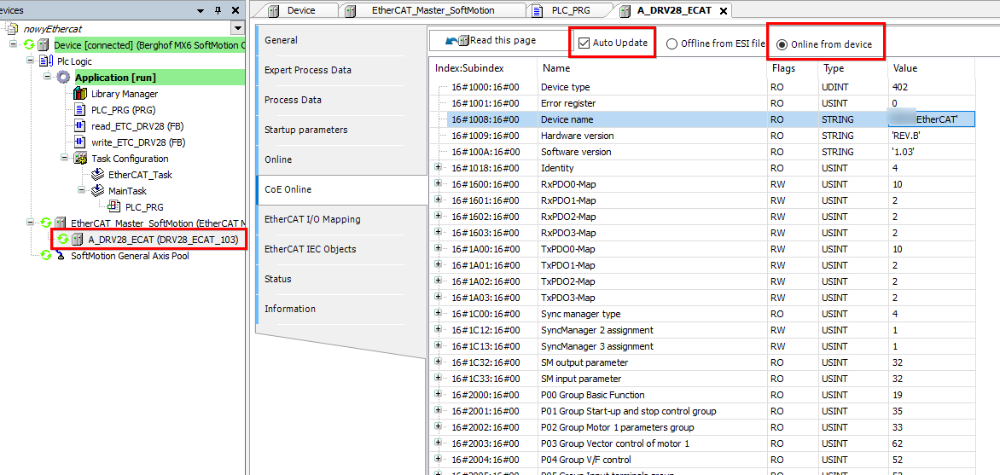 evices
nowyEthercat
Device [connected] (Berghof MX6 SoftMotion C
Plc Logic
Application [run]
Library Manager
PLC_PRG (PRG)
read_ETC_DRV28 (FB)
write_ETC_DRV28 (FB)
Task Configuration
EtherCAT_Task
MainTask
PLC_PRG
EtherCAT_Master_SoftMotion (EtherCAT M
A_DRV28_ECAT (DRV28_ECAT_103)
SoftMotion General Axis Pool
Device EtherCAT_Master_SoftMotion PLC_PRG A_DRV28_ECAT
General
Expert Process Data
Process Data
Startup parameters
Online
CoE Online
EtherCAT I/O Mapping
EtherCAT IEC Objects
Status
Information
Read this page Auto Update Offline from ESI file Online from device
Index:Subindex Name Flags Type Value
16#1000:16#00 Device type RO UDINT 402
16#1001:16#00 Error register RO USINT 0
16#1008:16#00 Device name RO STRING EtherCAT'
16#1009:16#00 Hardware version RO STRING 'REV.B'
16#100A:16#00 Software version RO STRING '1.03'
16#1018:16#00 Identity RO USINT 4
16#1600:16#00 RxPDO0-Map RW USINT 10
16#1601:16#00 RxPDO1-Map RW USINT 2
16#1602:16#00 RxPDO2-Map RW USINT 2
16#1603:16#00 RxPDO3-Map RW USINT 2
16#1A00:16#00 TxPDO0-Map RW USINT 10
16#1A01:16#00 TxPDO1-Map RW USINT 2
16#1A02:16#00 TxPDO2-Map RW USINT 2
16#1A03:16#00 TxPDO3-Map RW USINT 2
16#1C00:16#00 Sync manager type RO USINT 4
16#1C12:16#00 SyncManager 2 assignment RW USINT 1
16#1C13:16#00 SyncManager 3 assignment RW USINT 1
16#1C32:16#00 SM output parameter RO USINT 32
16#1C33:16#00 SM input parameter RO USINT 32
16#2000:16#00 P00 Group Basic Function RO USINT 19
16#2001:16#00 P01 Group Start-up and stop control group RO USINT 35
16#2002:16#00 P02 Group Motor 1 parameters group RO USINT 33
16#2003:16#00 P03 Group Vector control of motor 1 RO USINT 62
16#2004:16#00 P04 Group V/F control RO USINT 52
16#2005:16#00 P05 Group Input terminals group RO USINT 53